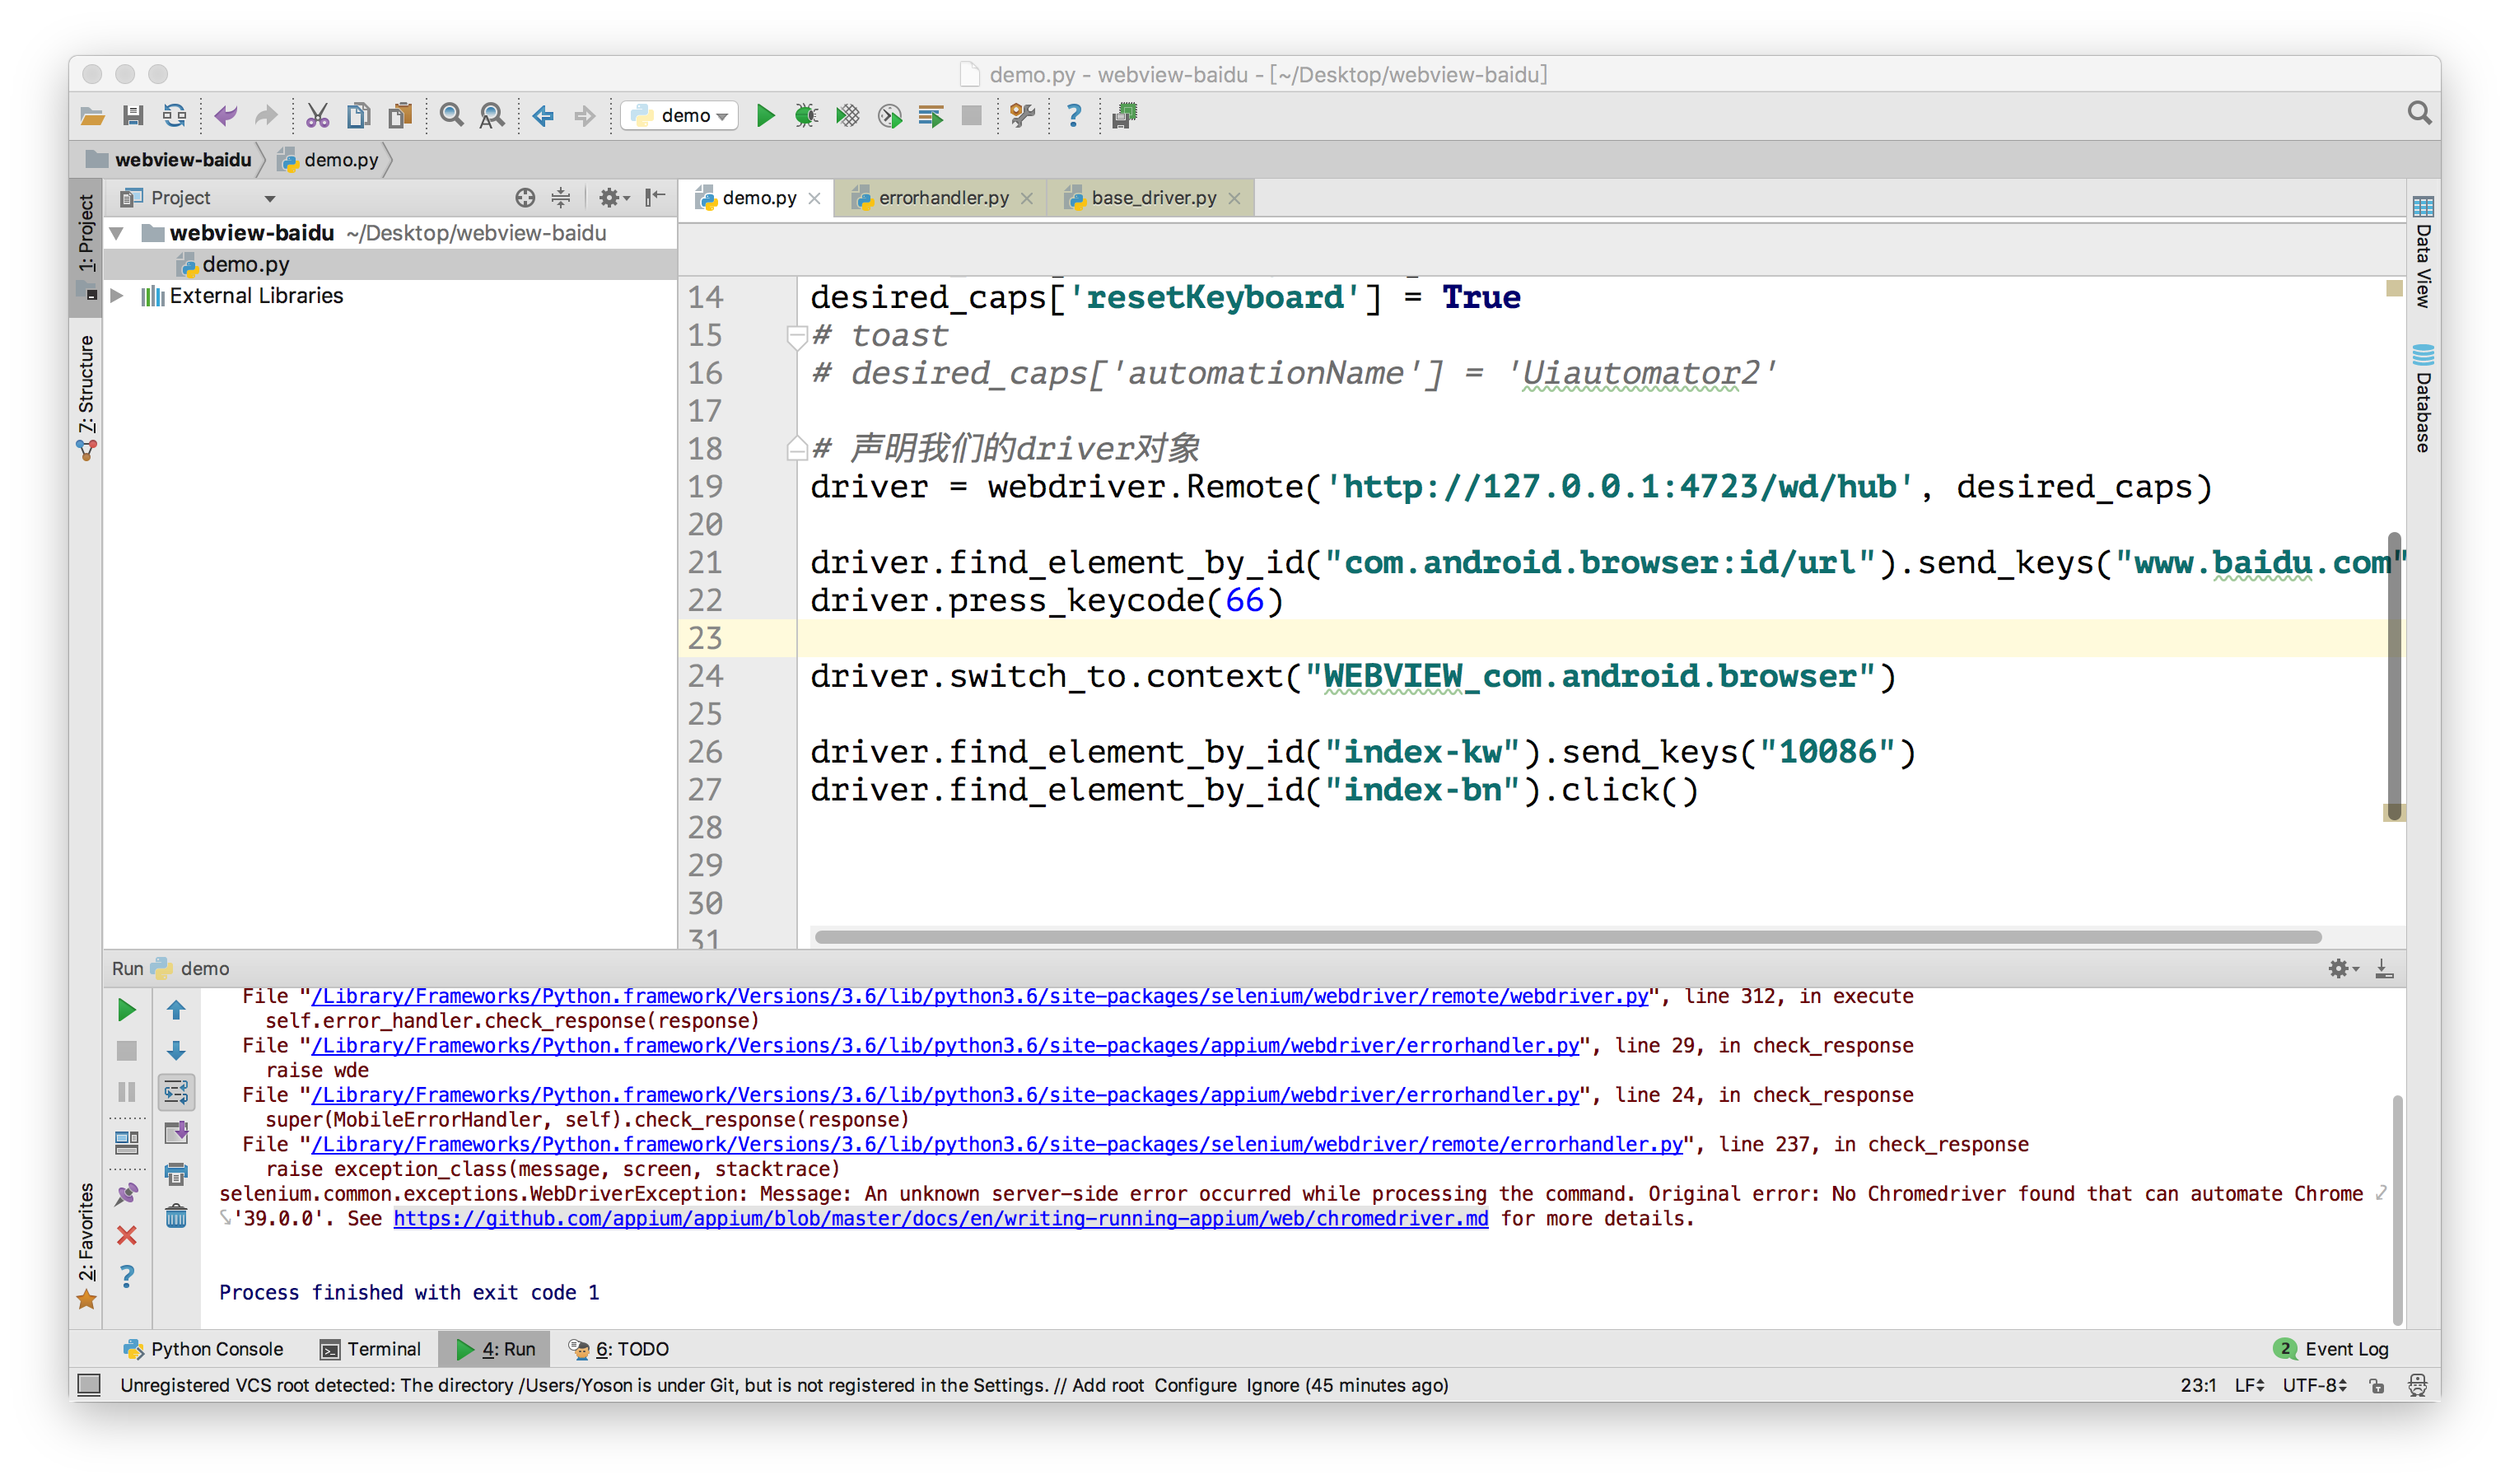 demo.py - webview-baidu - [~/Desktop/webview-baidu]
demo
webview-baidu demo.py
Project
demo.py errorhandler.py base_driver.py
1: Project
7: Structure
2: Favorites
webview-baidu ~/Desktop/webview-baidu
demo.py
External Libraries
Data View
Database
14 desired_caps['resetKeyboard'] = True
15 # toast
16 # desired_caps['automationName'] = 'Uiautomator2'
17
18 # 声明我们的driver对象
19 driver = webdriver.Remote('http://127.0.0.1:4723/wd/hub', desired_caps)
20
21 driver.find_element_by_id("com.android.browser:id/url").send_keys("www.baidu.com"
22 driver.press_keycode(66)
23
24 driver.switch_to.context("WEBVIEW_com.android.browser")
25
26 driver.find_element_by_id("index-kw").send_keys("10086")
27 driver.find_element_by_id("index-bn").click()
28
29
30
31
Run demo
File "/Library/Frameworks/Python.framework/Versions/3.6/lib/python3.6/site-packages/selenium/webdriver/remote/webdriver.py", line 312, in execute
self.error_handler.check_response(response)
File "/Library/Frameworks/Python.framework/Versions/3.6/lib/python3.6/site-packages/appium/webdriver/errorhandler.py", line 29, in check_response
raise wde
File "/Library/Frameworks/Python.framework/Versions/3.6/lib/python3.6/site-packages/appium/webdriver/errorhandler.py", line 24, in check_response
super(MobileErrorHandler, self).check_response(response)
File "/Library/Frameworks/Python.framework/Versions/3.6/lib/python3.6/site-packages/selenium/webdriver/remote/errorhandler.py", line 237, in check_response
raise exception_class(message, screen, stacktrace)
selenium.common.exceptions.WebDriverException: Message: An unknown server-side error occurred while processing the command. Original error: No Chromedriver found that can automate Chrome
'39.0.0'. See https://github.com/appium/appium/blob/master/docs/en/writing-running-appium/web/chromedriver.md for more details.
Process finished with exit code 1
Python Console Terminal 4: Run 6: TODO 2 Event Log
Unregistered VCS root detected: The directory /Users/Yoson is under Git, but is not registered in the Settings. // Add root Configure Ignore (45 minutes ago) 23:1 LF UTF-8